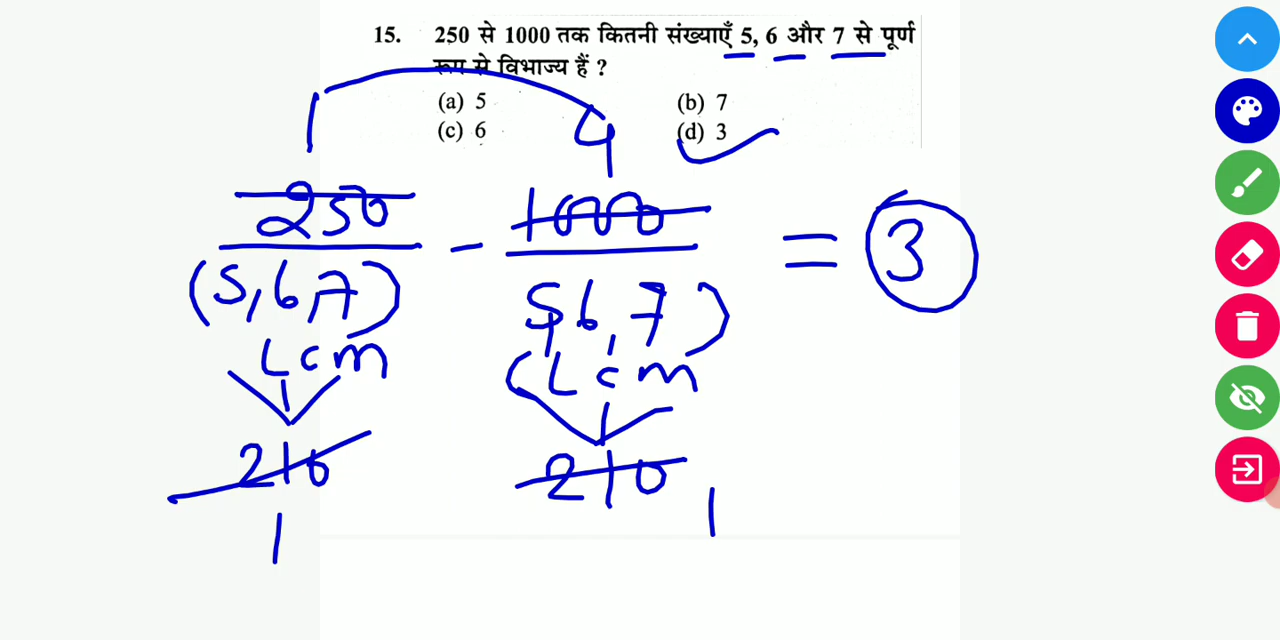 15. 250 से 1000 तक कितनी संख्याएँ 5, 6 और 7 से पूर्ण
रूप से विभाज्य हैं ?
(a) 5 (b) 7
(c) 6 (d) 3
1 4
250 - 1000 = 3
(5,6,7) 5,6,7)
Lcm (Lcm
210 210
1 1